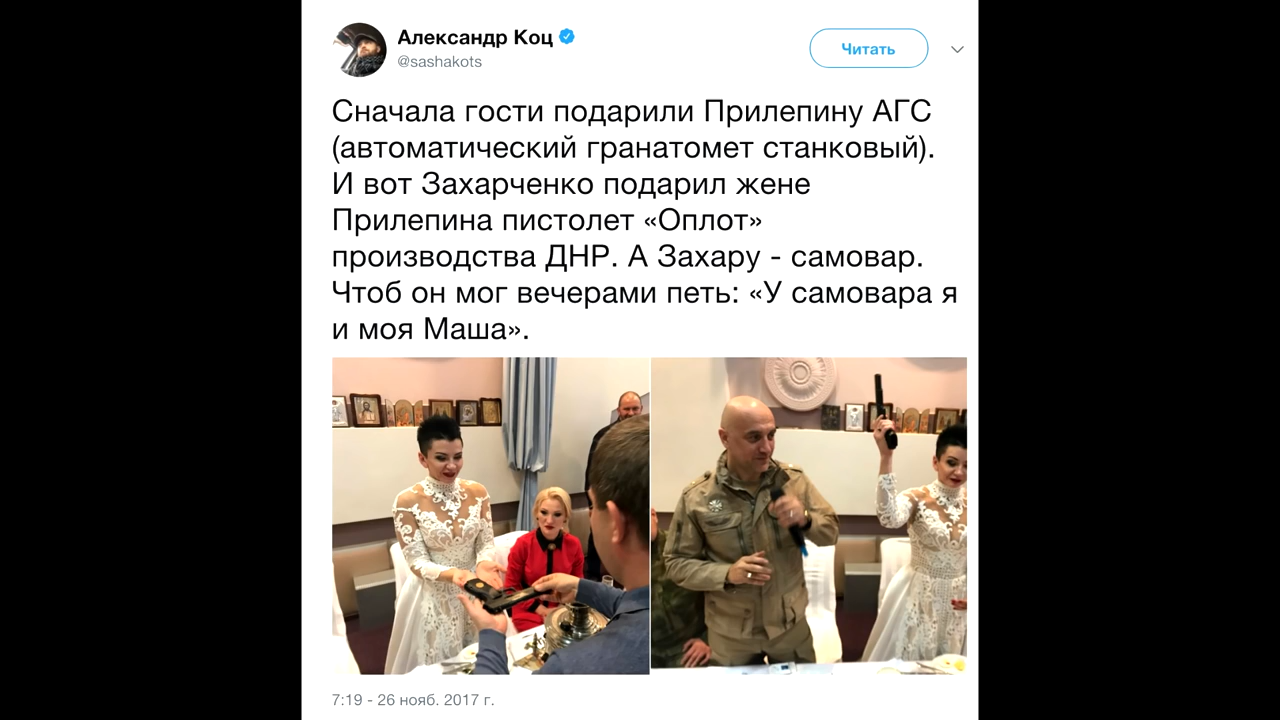 Александр Коц
@sashakots
Читать
Сначала гости подарили Прилепину АГС
(автоматический гранатомет станковый).
И вот Захарченко подарил жене
Прилепина пистолет «Оплот»
производства ДНР. А Захару - самовар.
Чтоб он мог вечерами петь: «У самовара я
и моя Маша».
7:19 - 26 нояб. 2017 г.